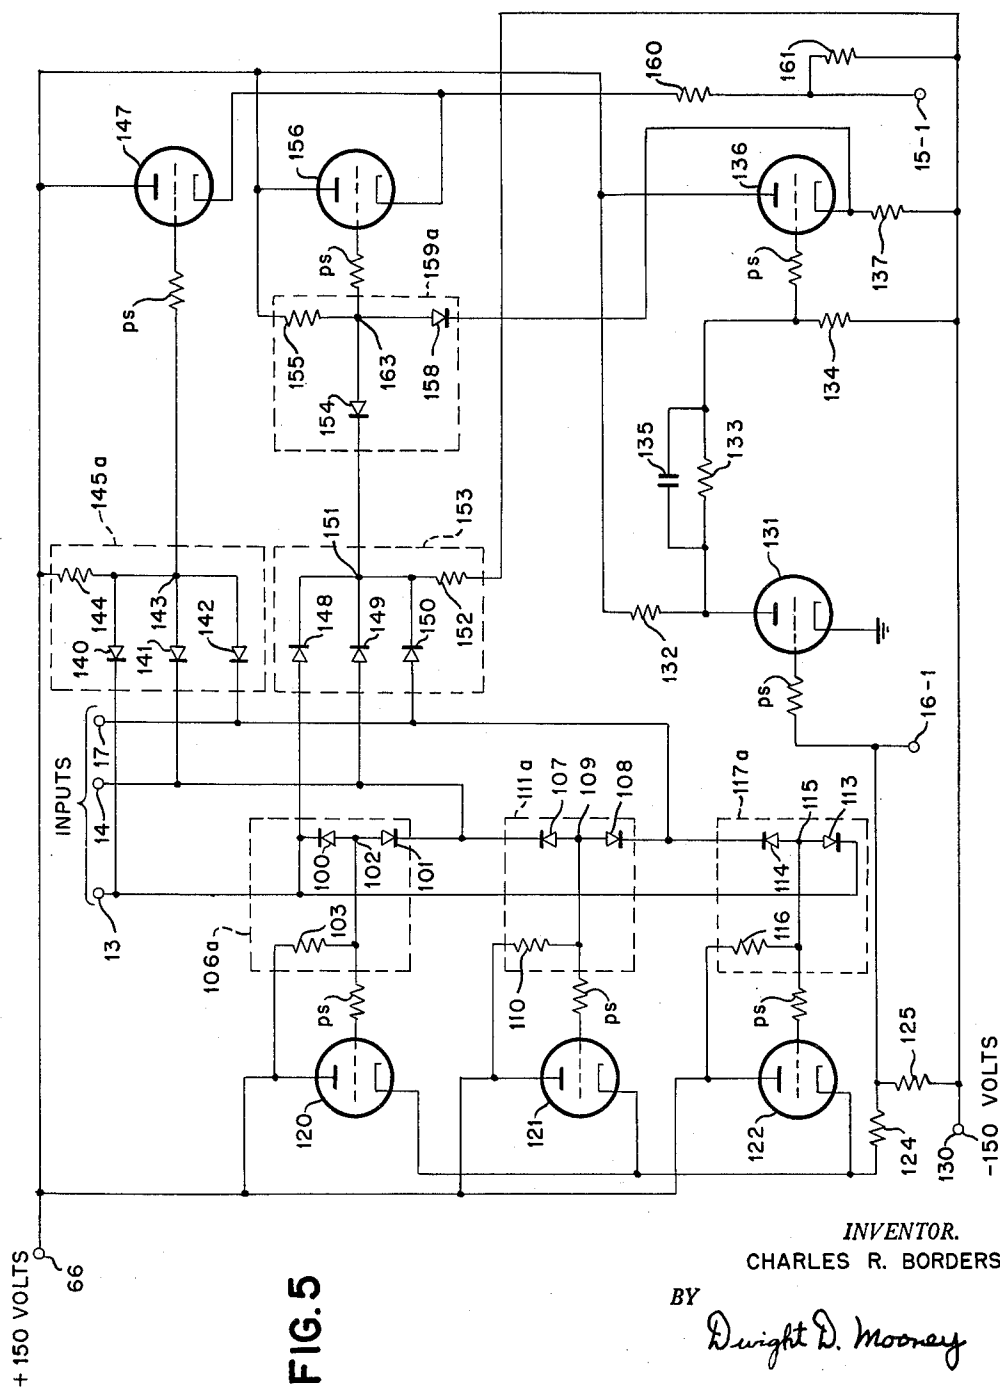 147
156
160
161
15-1
136
137
ps
ps
159a
ps
155
163
158
154
134
135
133
145a
144
143
142
140
141
151
153
148
149
150
152
131
132
ps
16-1
INPUTS
17
14
13
111a
107
109
108
117a
115
113
114
100
102
101
103
106a
110
116
ps
ps
ps
120
121
122
125
124
130
-150 VOLTS
+150 VOLTS
66
FIG.5
INVENTOR.
CHARLES R. BORDERS
BY
Dwight D. Mooney